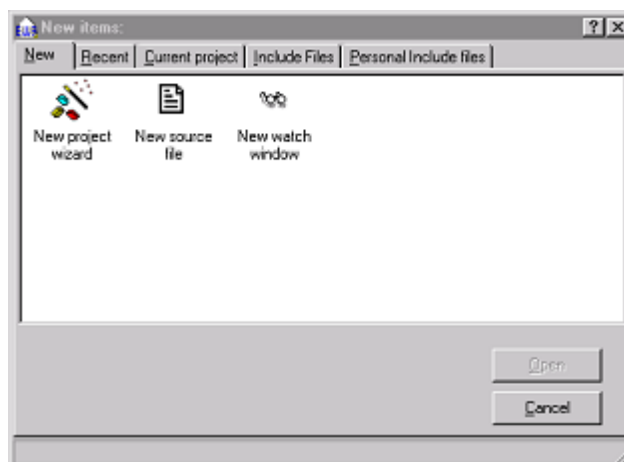 New items:
New
Recent
Current project
Include Files
Personal Include files
New project
wizard
New source
file
New watch
window
Open
Cancel